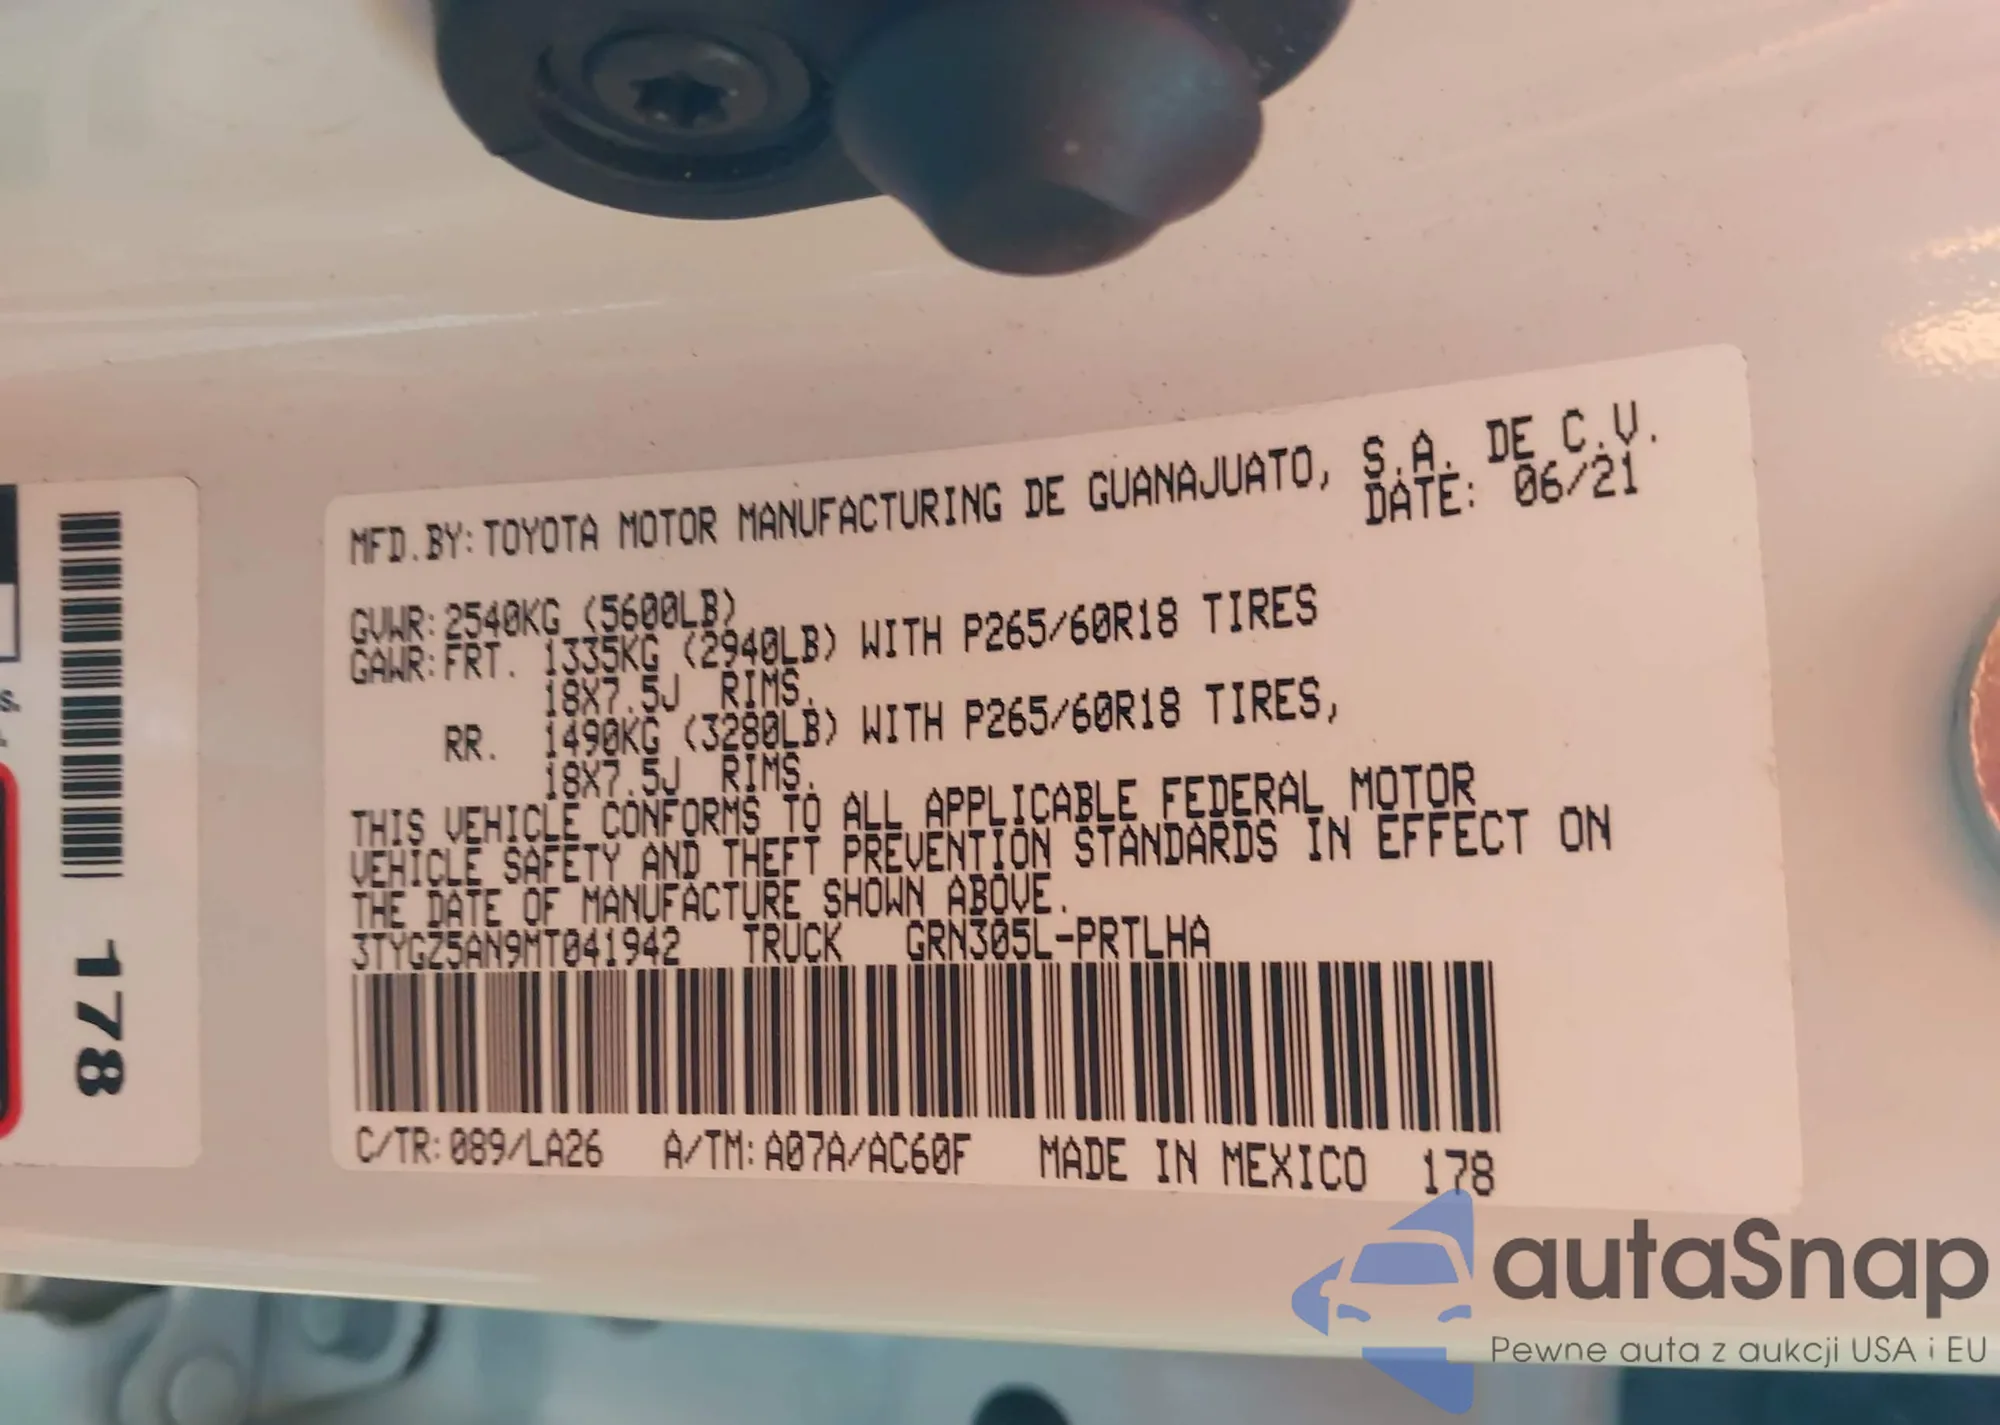 MFD.BY: TOYOTA MOTOR MANUFACTURING DE GUANAJUATO, S.A. DE C.V.
DATE: 06/21
GVWR: 2540KG (5600LB)
GAWR: FRT. 1335KG (2940LB) WITH P265/60R18 TIRES
18X7.5J RIMS.
RR. 1490KG (3280LB) WITH P265/60R18 TIRES,
18X7.5J RIMS.
THIS VEHICLE CONFORMS TO ALL APPLICABLE FEDERAL MOTOR
VEHICLE SAFETY AND THEFT PREVENTION STANDARDS IN EFFECT ON
THE DATE OF MANUFACTURE SHOWN ABOVE.
3TYGZ5AN9MT041942 TRUCK GRN305L-PRTLHA
C/TR: 089/LA26 A/TM: A07A/AC60F MADE IN MEXICO 178
178
autaSnap
Pewne auta z aukcji USA i EU